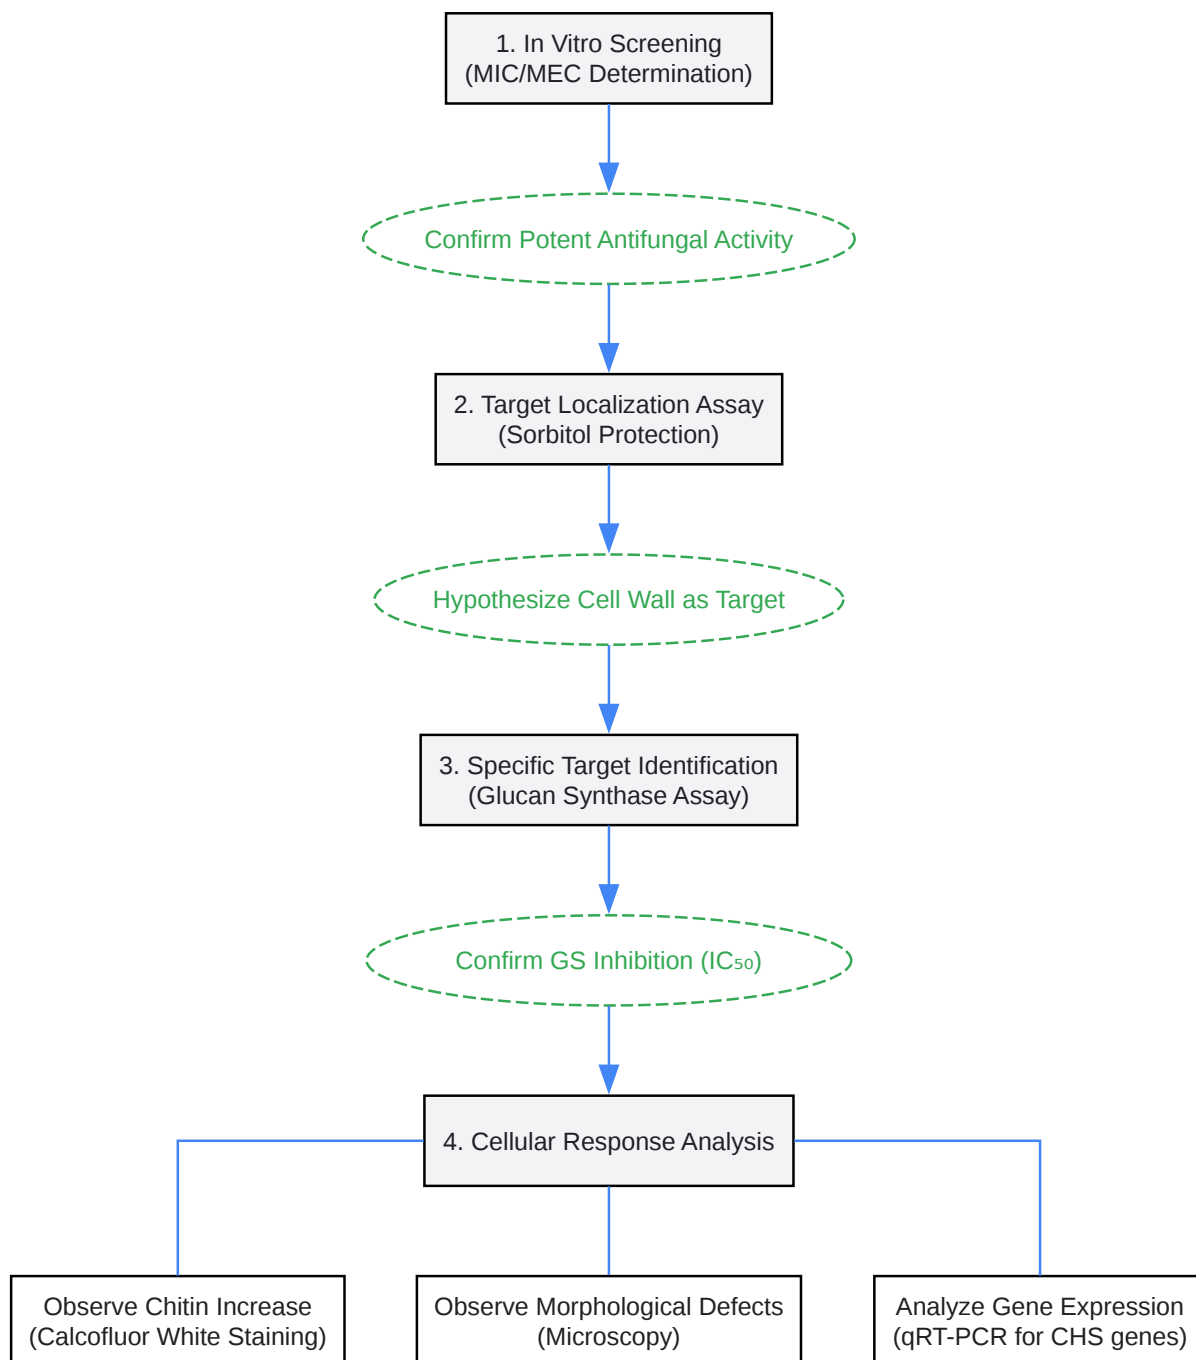 1. In Vitro Screening
(MIC/MEC Determination)
Confirm Potent Antifungal Activity
2. Target Localization Assay
(Sorbitol Protection)
Hypothesize Cell Wall as Target
3. Specific Target Identification
(Glucan Synthase Assay)
Confirm GS Inhibition (IC₅₀)
4. Cellular Response Analysis
Observe Chitin Increase
(Calcofluor White Staining)
Observe Morphological Defects
(Microscopy)
Analyze Gene Expression
(qRT-PCR for CHS genes)